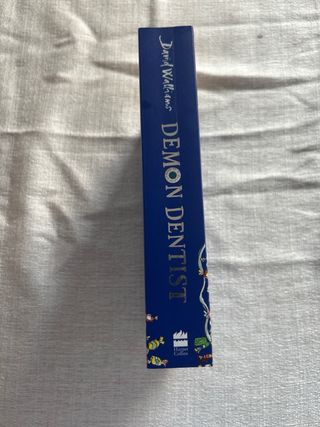 David Walliams
DEMON DENTIST
Harper
Collins